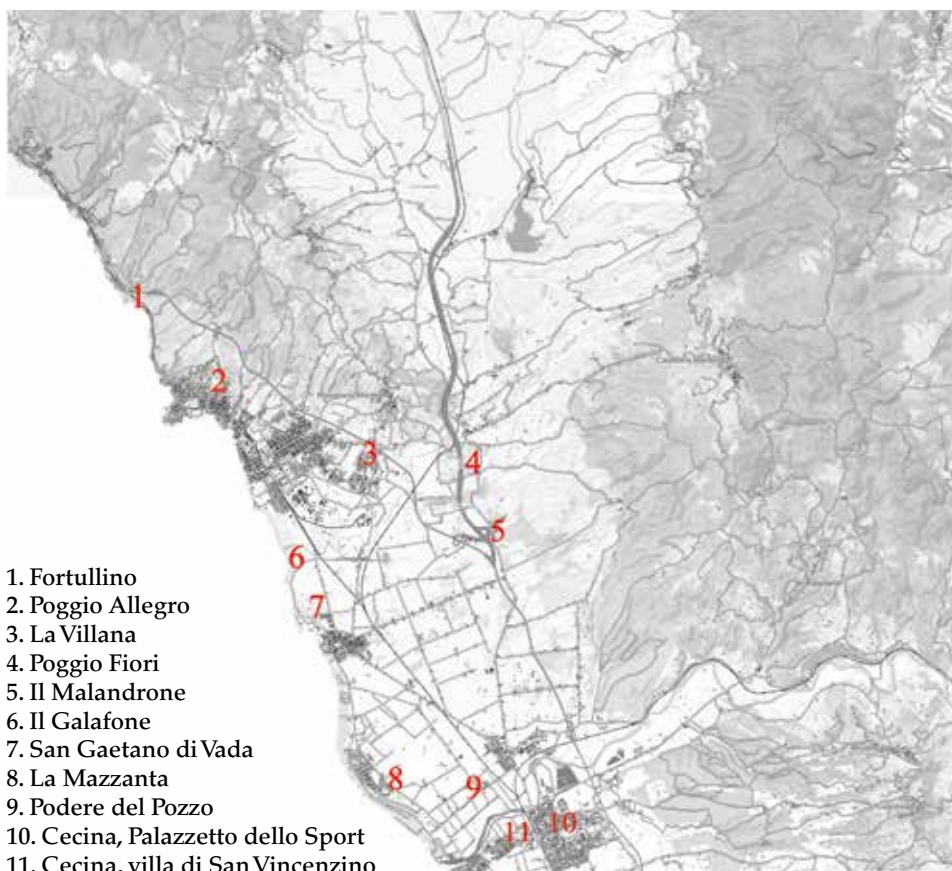 1
2
3
4
5
6
7
8
9
10
11
1. Fortullino
2. Poggio Allegro
3. La Villana
4. Poggio Fiori
5. Il Malandrone
6. Il Galafone
7. San Gaetano di Vada
8. La Mazzanta
9. Podere del Pozzo
10. Cecina, Palazzetto dello Sport
11. Cecina, villa di San Vincenzino